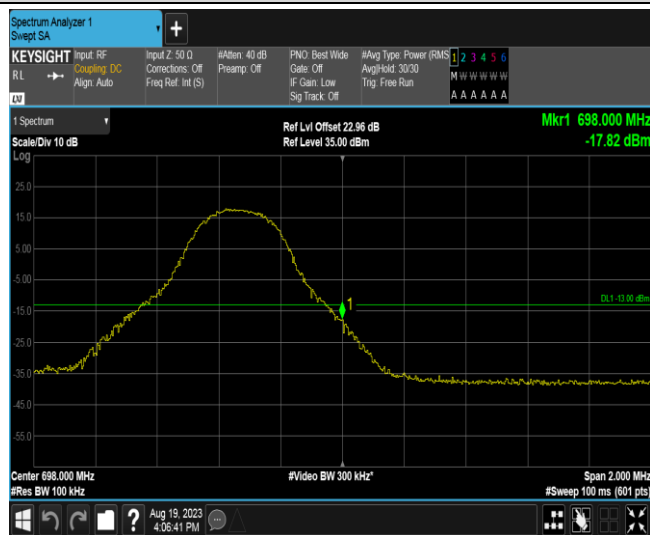 Spectrum Analyzer 1
Swept SA
+
KEYSIGHT
RL
LXI
Input: RF
Coupling: DC
Align: Auto
Input Z: 50 Ω
Corrections: Off
Freq Ref: Int (S)
#Atten: 40 dB
Preamp: Off
PNO: Best Wide
Gate: Off
IF Gain: Low
Sig Track: Off
#Avg Type: Power (RMS
Avg|Hold: 30/30
Trig: Free Run
1 2 3 4 5 6
M W W W W W
A A A A A A
1 Spectrum
Scale/Div 10 dB
Log
Ref Lvl Offset 22.96 dB
Ref Level 35.00 dBm
Mkr1 698.000 MHz
-17.82 dBm
25.0
15.0
5.00
-5.00
-15.0
-25.0
-35.0
-45.0
-55.0
1
DL1 -13.00 dBm
Center 698.000 MHz
#Res BW 100 kHz
#Video BW 300 kHz*
Span 2.000 MHz
#Sweep 100 ms (601 pts)
?
Aug 19, 2023
4:06:41 PM